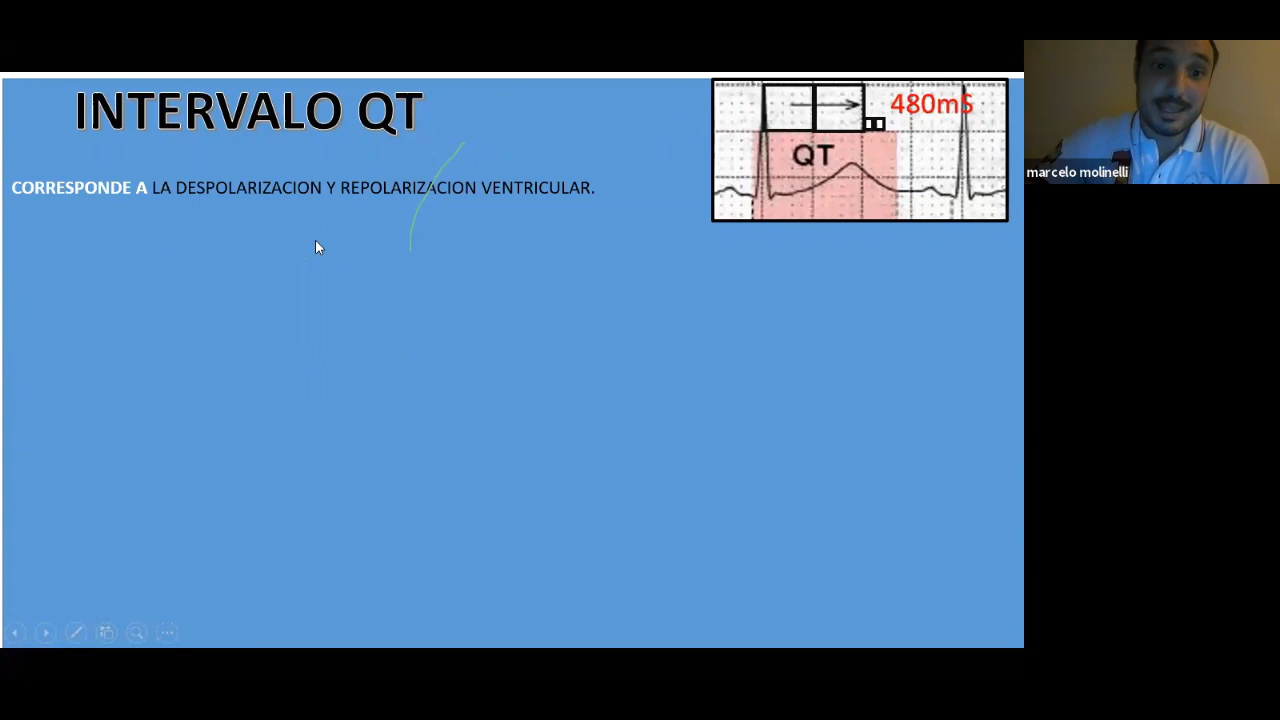 INTERVALO QT
480mS
QT
CORRESPONDE A LA DESPOLARIZACION Y REPOLARIZACION VENTRICULAR.
marcelo molinelli